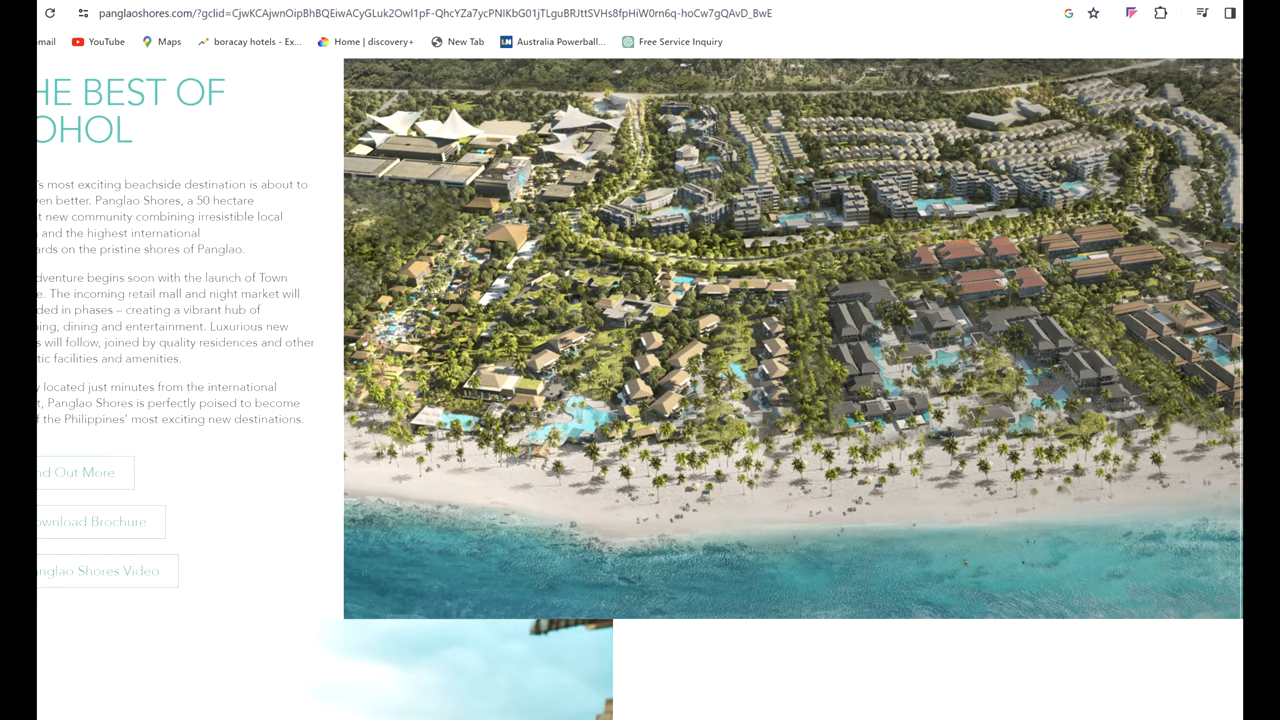 panglaoshores.com/?gclid=CjwKCAjwnOipBhBQEiwACyGLuk2Owl1pF-QhcYZa7ycPNIKbG01jTLguBRJttSVHs8fpHiW0rn6q-hoCw7gQAvD_BwE
mail YouTube Maps boracay hotels - Ex... Home | discovery+ New Tab Australia Powerball... Free Service Inquiry
HE BEST OF
OHOL
's most exciting beachside destination is about to
ven better. Panglao Shores, a 50 hectare
t new community combining irresistible local
and the highest international
ards on the pristine shores of Panglao.
dventure begins soon with the launch of Town
e. The incoming retail mall and night market will
ded in phases – creating a vibrant hub of
ping, dining and entertainment. Luxurious new
s will follow, joined by quality residences and other
tic facilities and amenities.
y located just minutes from the international
t, Panglao Shores is perfectly poised to become
f the Philippines' most exciting new destinations.
nd Out More
ownload Brochure
anglao Shores Video